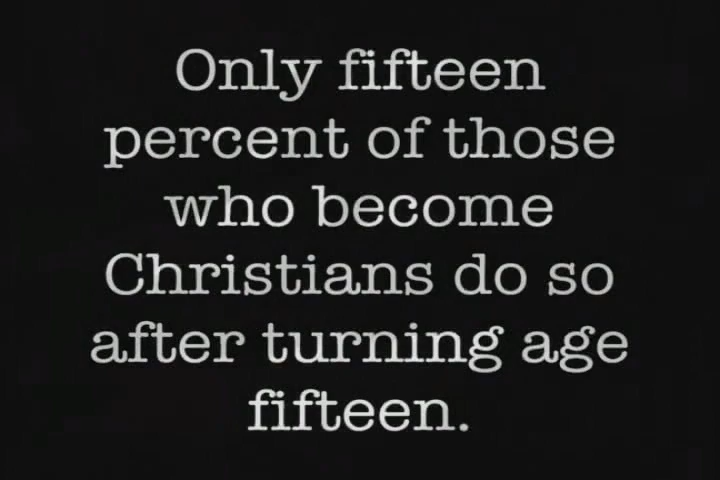 Only fifteen
percent of those
who become
Christians do so
after turning age
fifteen.